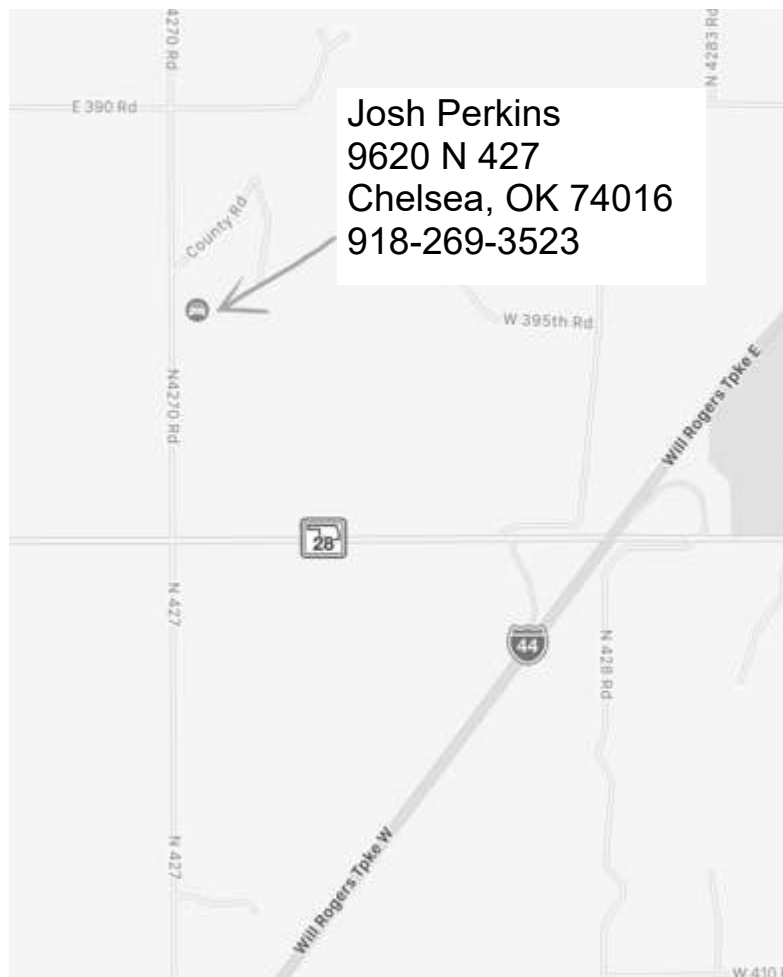 4270 Rd
N 4283 Rd
E 390 Rd
Josh Perkins
9620 N 427
Chelsea, OK 74016
918-269-3523
County Rd
W 395th Rd
Will Rogers Tpke E
N4270 Rd
28
N 427
44
N 428 Rd
N 427
Will Rogers Tpke W
W 410